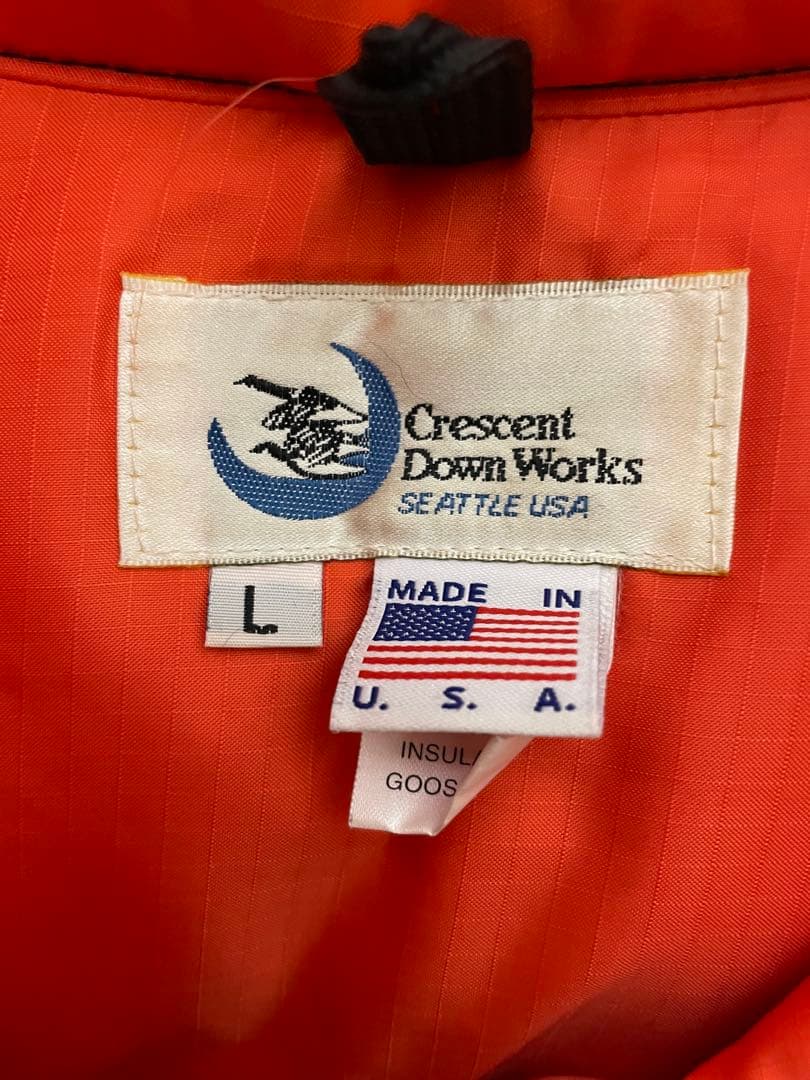 Crescent
Down Works
SEATTLE USA
L
MADE IN
U. S. A.